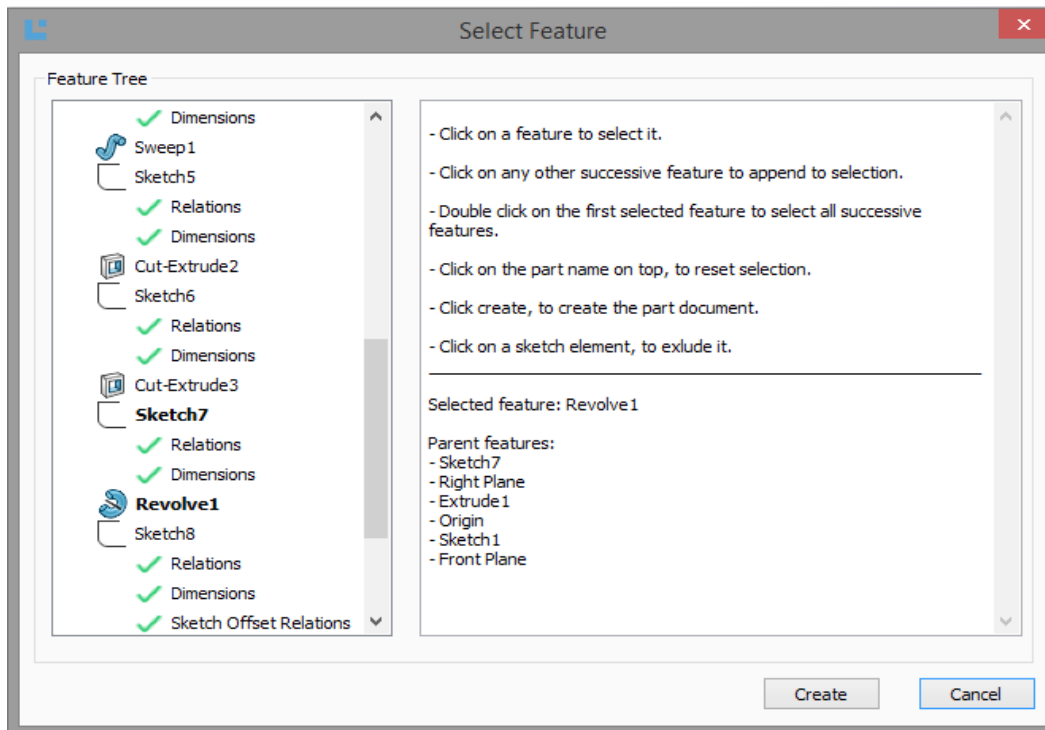 Select Feature
Feature Tree
Dimensions
Sweep1
Sketch5
Relations
Dimensions
Cut-Extrude2
Sketch6
Relations
Dimensions
Cut-Extrude3
Sketch7
Relations
Dimensions
Revolve1
Sketch8
Relations
Dimensions
Sketch Offset Relations
- Click on a feature to select it.
- Click on any other successive feature to append to selection.
- Double click on the first selected feature to select all successive
features.
- Click on the part name on top, to reset selection.
- Click create, to create the part document.
- Click on a sketch element, to exlude it.
Selected feature: Revolve1
Parent features:
- Sketch7
- Right Plane
- Extrude1
- Origin
- Sketch1
- Front Plane
Create
Cancel